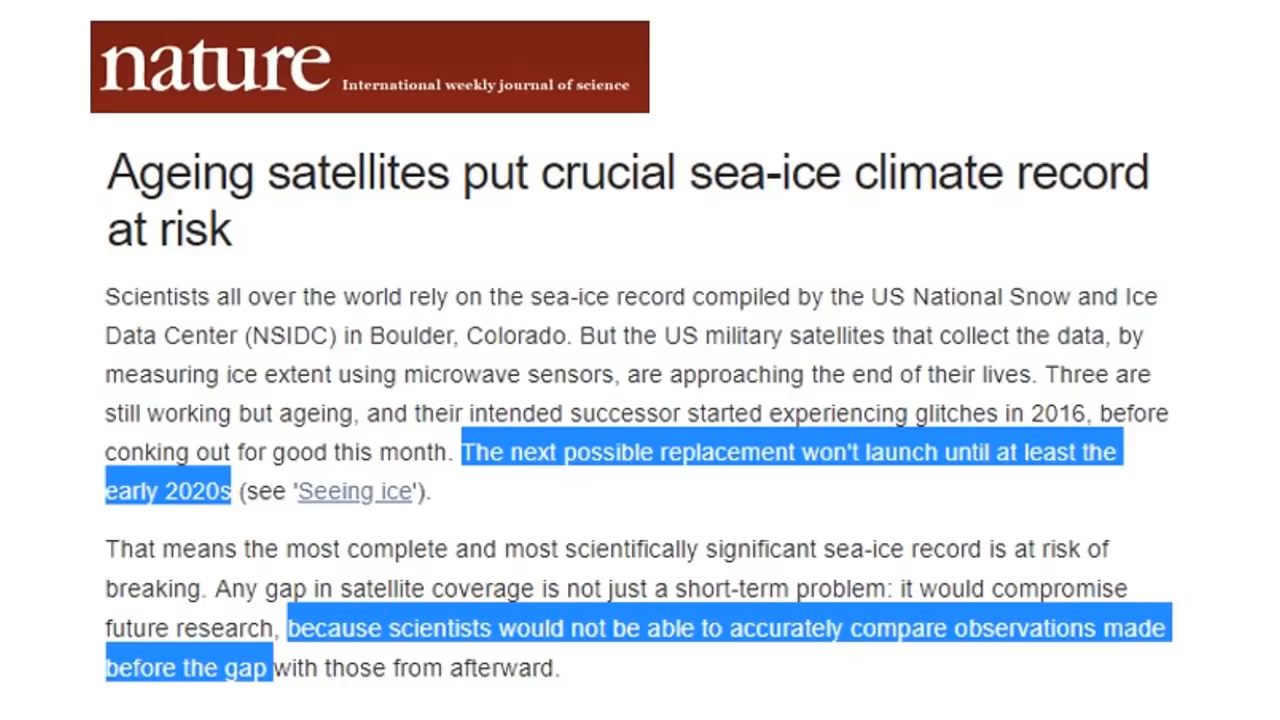 nature International weekly journal of science
Ageing satellites put crucial sea-ice climate record
at risk
Scientists all over the world rely on the sea-ice record compiled by the US National Snow and Ice
Data Center (NSIDC) in Boulder, Colorado. But the US military satellites that collect the data, by
measuring ice extent using microwave sensors, are approaching the end of their lives. Three are
still working but ageing, and their intended successor started experiencing glitches in 2016, before
conking out for good this month. The next possible replacement won't launch until at least the
early 2020s (see 'Seeing ice').
That means the most complete and most scientifically significant sea-ice record is at risk of
breaking. Any gap in satellite coverage is not just a short-term problem: it would compromise
future research, because scientists would not be able to accurately compare observations made
before the gap with those from afterward.